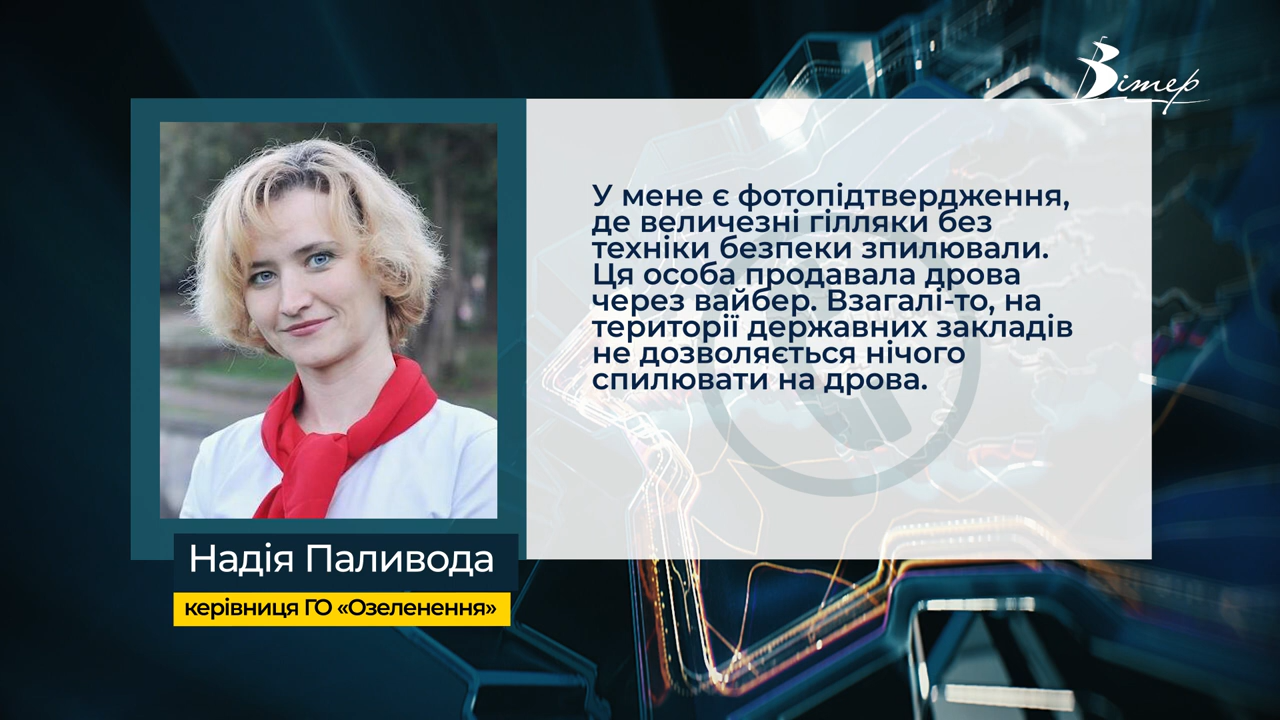 Вітер
У мене є фотопідтвердження,
де величезні гілляки без
техніки безпеки зпилювали.
Ця особа продавала дрова
через вайбер. Взагалі-то, на
території державних закладів
не дозволяється нічого
спилювати на дрова.
Надія Паливода
керівниця ГО «Озеленення»